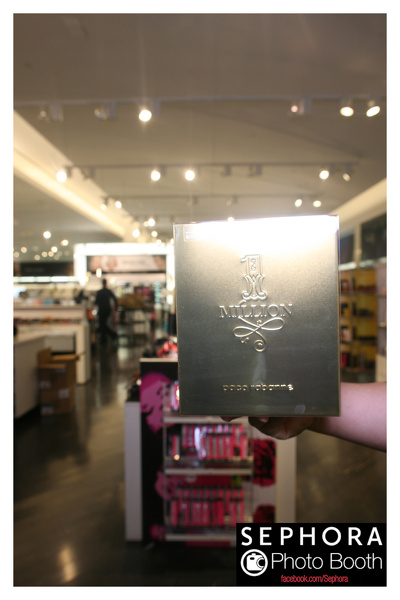 1
MILLION
paco rabanne
SEPHORA
Photo Booth
facebook.com/Sephora